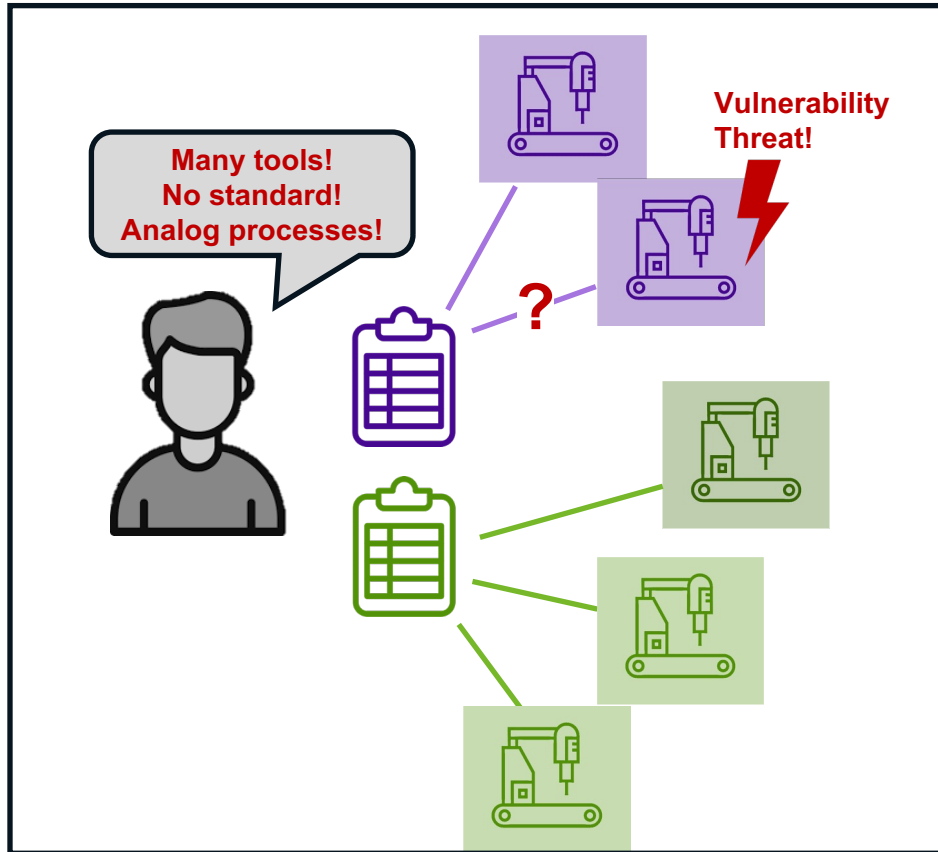 Vulnerability
Threat!
Many tools!
No standard!
Analog processes!
?